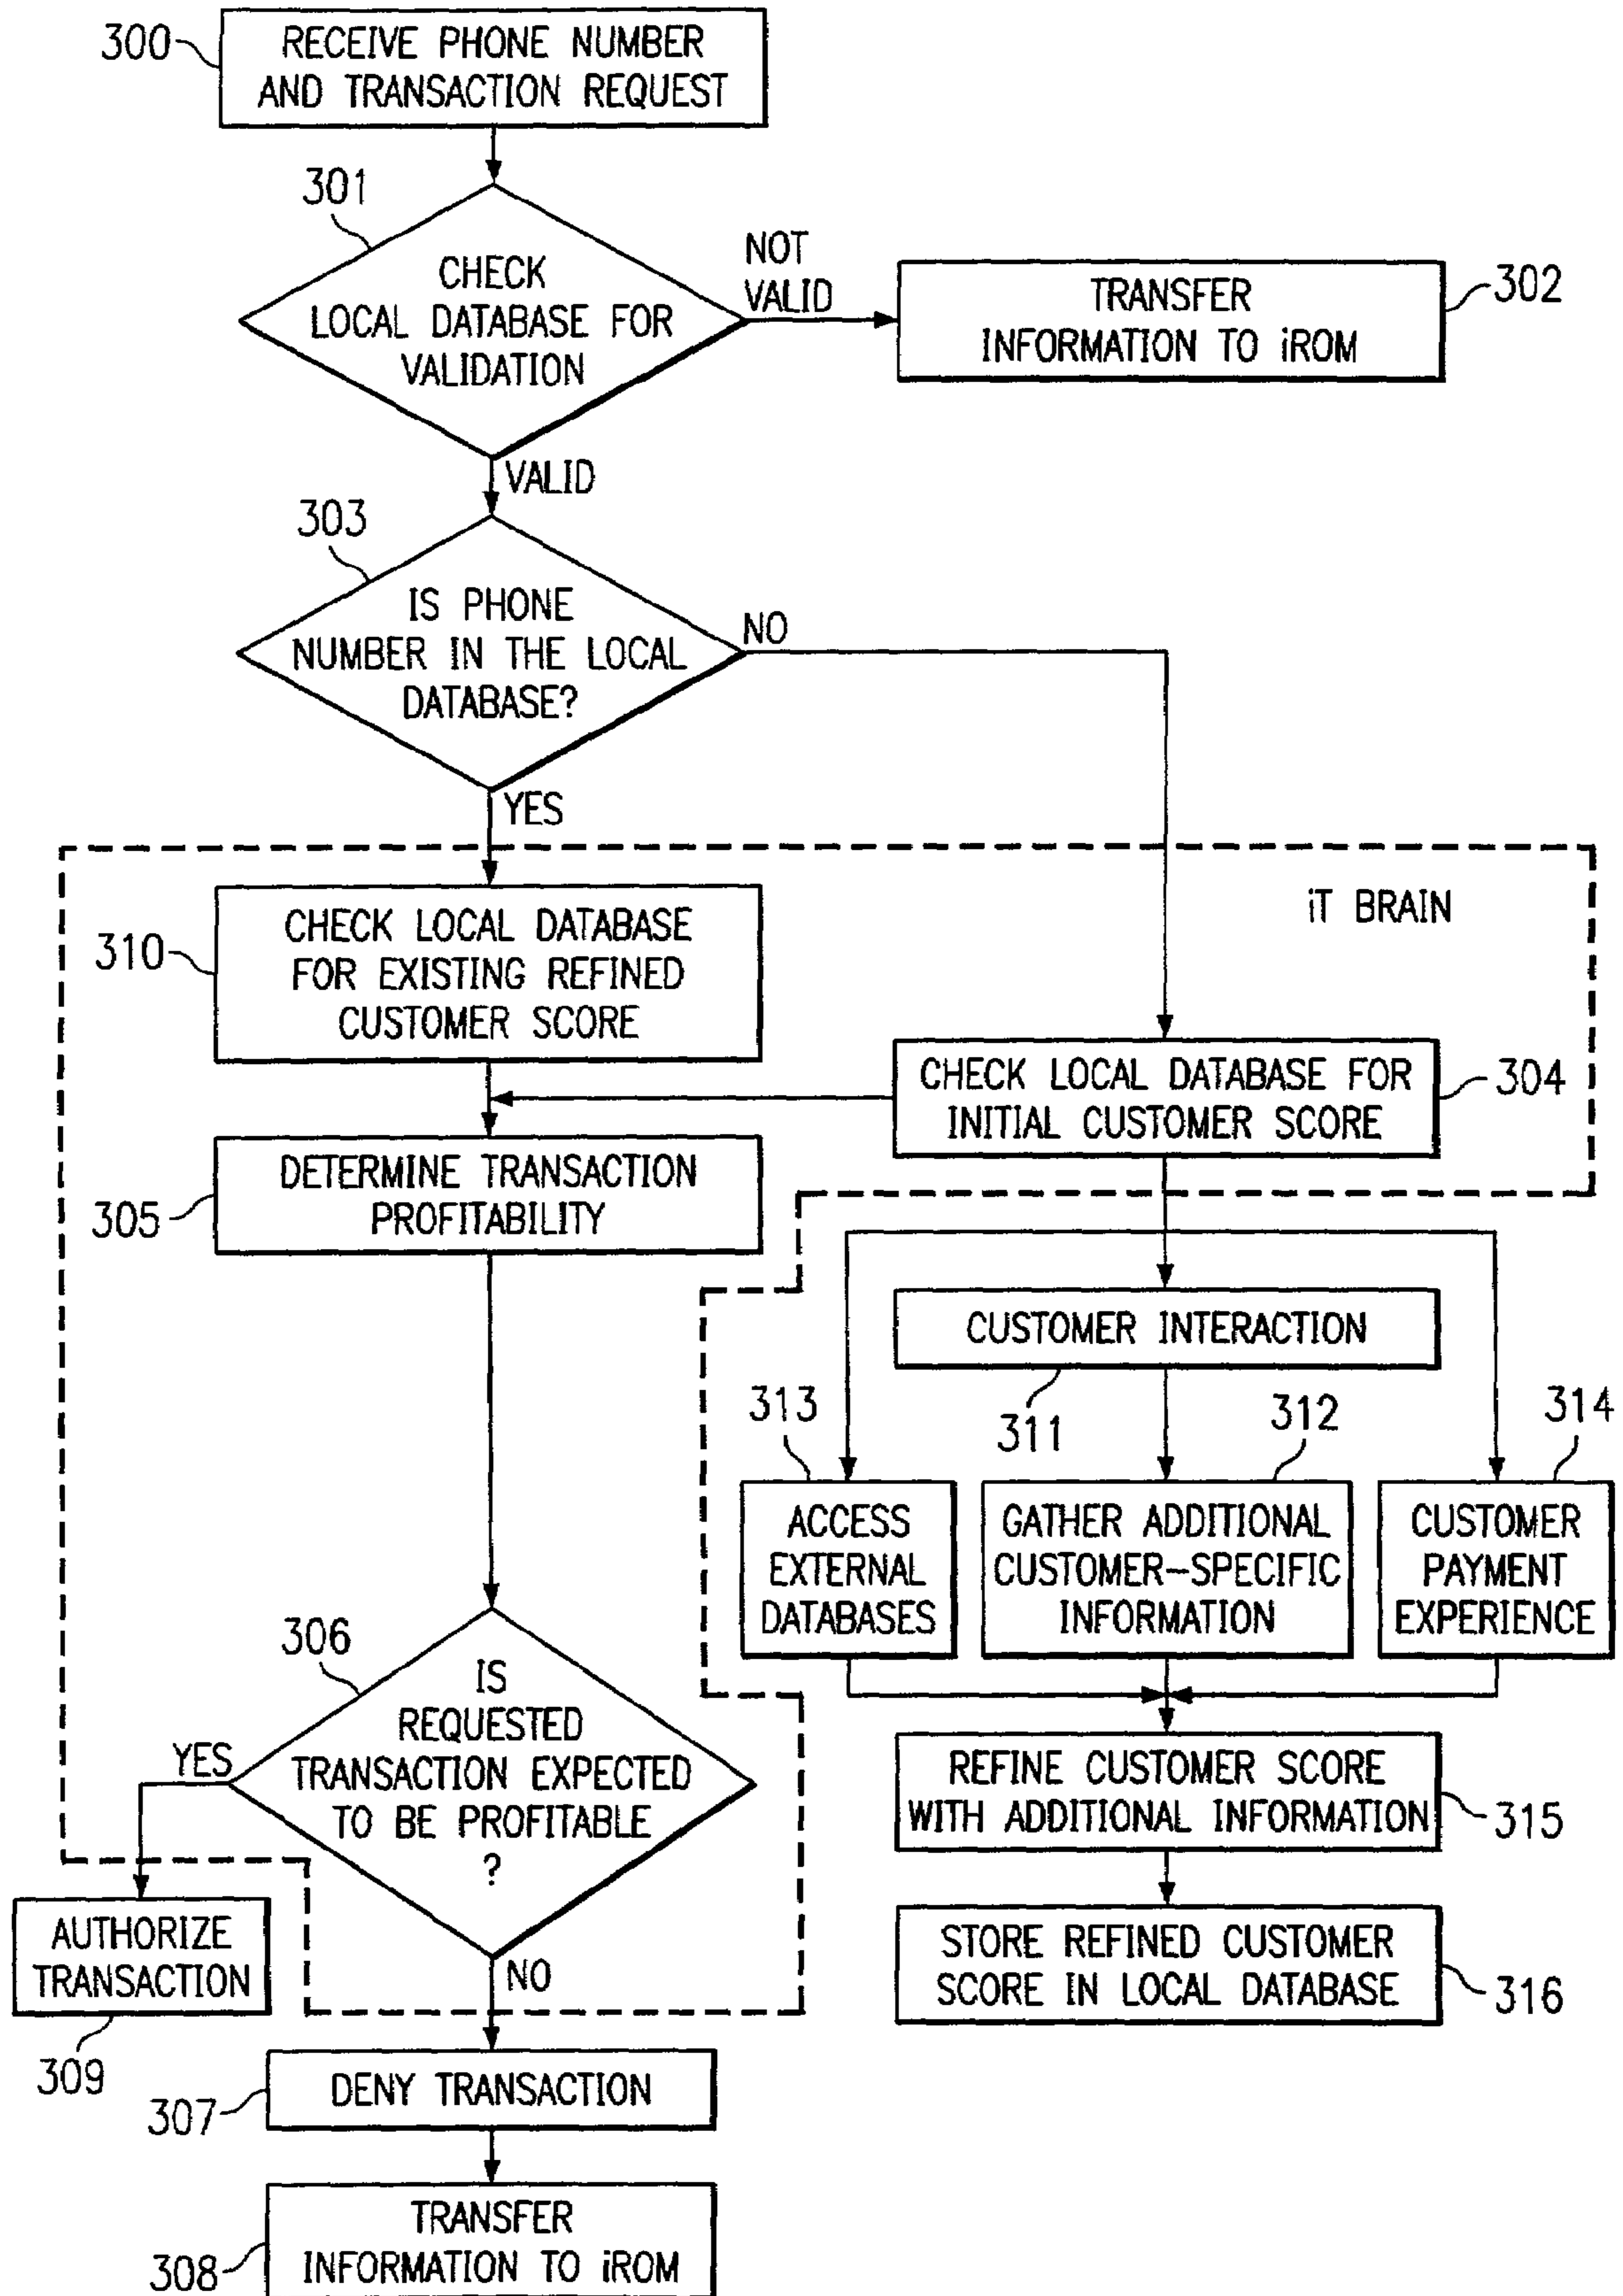 300
RECEIVE PHONE NUMBER
AND TRANSACTION REQUEST
301
CHECK
LOCAL DATABASE FOR
VALIDATION
NOT
VALID
TRANSFER
INFORMATION TO iROM
302
VALID
303
IS PHONE
NUMBER IN THE LOCAL
DATABASE?
NO
YES
iT BRAIN
310
CHECK LOCAL DATABASE
FOR EXISTING REFINED
CUSTOMER SCORE
CHECK LOCAL DATABASE FOR
INITIAL CUSTOMER SCORE
304
305
DETERMINE TRANSACTION
PROFITABILITY
CUSTOMER INTERACTION
311
313
312
314
ACCESS
EXTERNAL
DATABASES
GATHER ADDITIONAL
CUSTOMER-SPECIFIC
INFORMATION
CUSTOMER
PAYMENT
EXPERIENCE
306
IS
REQUESTED
TRANSACTION EXPECTED
TO BE PROFITABLE
?
YES
REFINE CUSTOMER SCORE
WITH ADDITIONAL INFORMATION
315
AUTHORIZE
TRANSACTION
309
NO
STORE REFINED CUSTOMER
SCORE IN LOCAL DATABASE
316
DENY TRANSACTION
307
TRANSFER
INFORMATION TO iROM
308